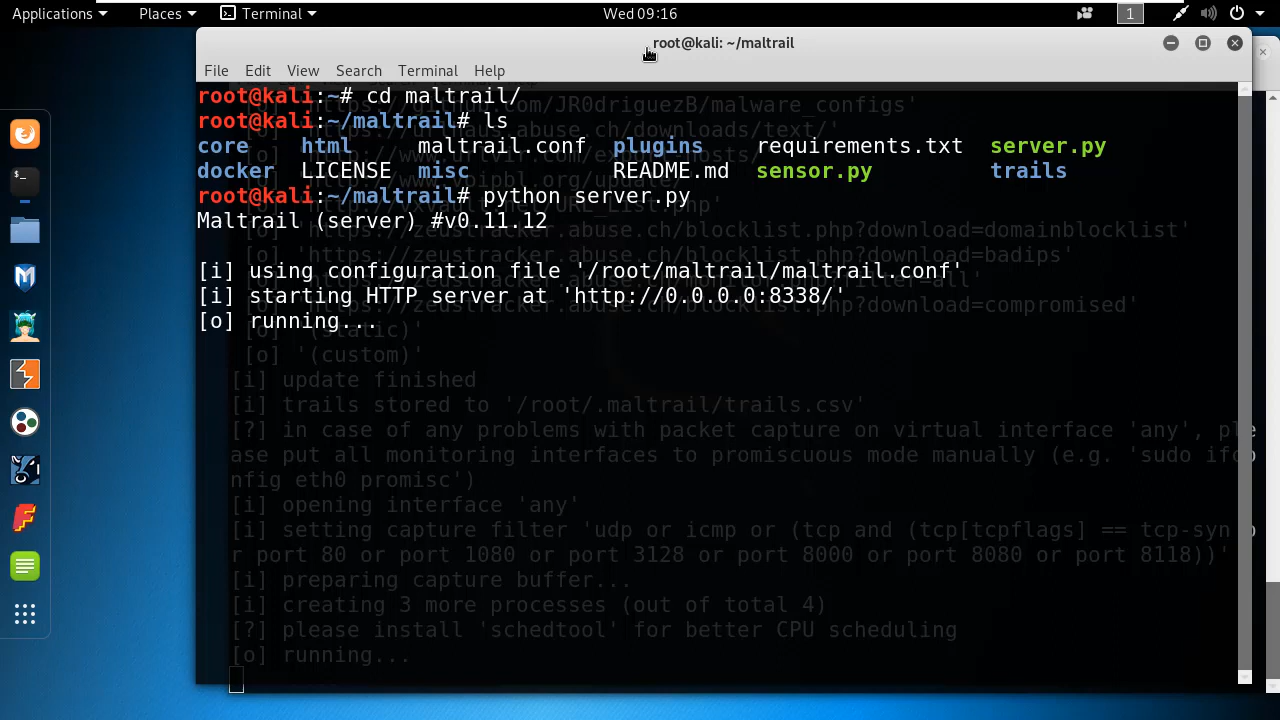 Applications Places Terminal Wed 09:16 1
root@kali: ~/maltrail
File Edit View Search Terminal Help
root@kali:~# cd maltrail/
root@kali:~/maltrail# ls
core html maltrail.conf plugins requirements.txt server.py
docker LICENSE misc README.md sensor.py trails
root@kali:~/maltrail# python server.py
Maltrail (server) #v0.11.12
[i] using configuration file '/root/maltrail/maltrail.conf'
[i] starting HTTP server at 'http://0.0.0.0:8338/'
[o] running...
[o] '(static)'
[o] '(custom)'
[i] update finished
[i] trails stored to '/root/.maltrail/trails.csv'
[?] in case of any problems with packet capture on virtual interface 'any', ple
ase put all monitoring interfaces to promiscuous mode manually (e.g. 'sudo ifco
nfig eth0 promisc')
[i] opening interface 'any'
[i] setting capture filter 'udp or icmp or (tcp and (tcp[tcpflags] == tcp-syn o
r port 80 or port 1080 or port 3128 or port 8000 or port 8080 or port 8118))'
[i] preparing capture buffer...
[i] creating 3 more processes (out of total 4)
[?] please install 'schedtool' for better CPU scheduling
[o] running...